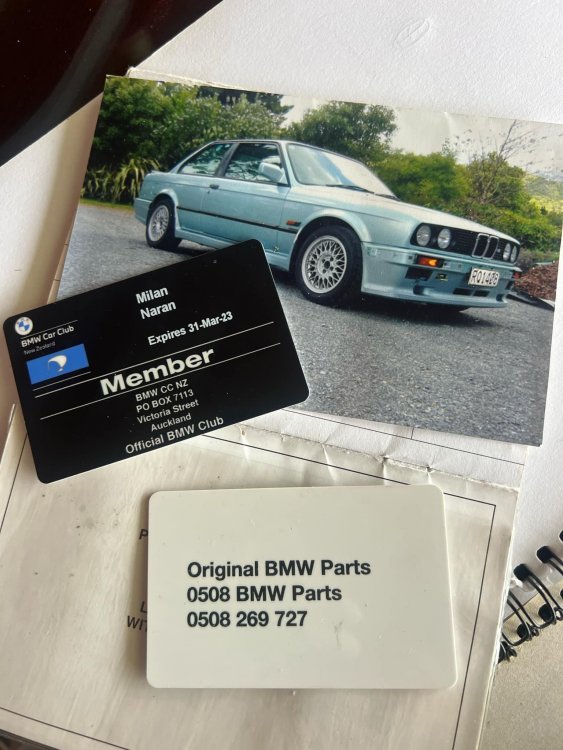 RO1428
Milan
Naran
Expires 31-Mar-23
BMW Car Club
New Zealand
Member
BMW CC NZ
PO BOX 7113
Victoria Street
Auckland
Official BMW Club
Original BMW Parts
0508 BMW Parts
0508 269 727